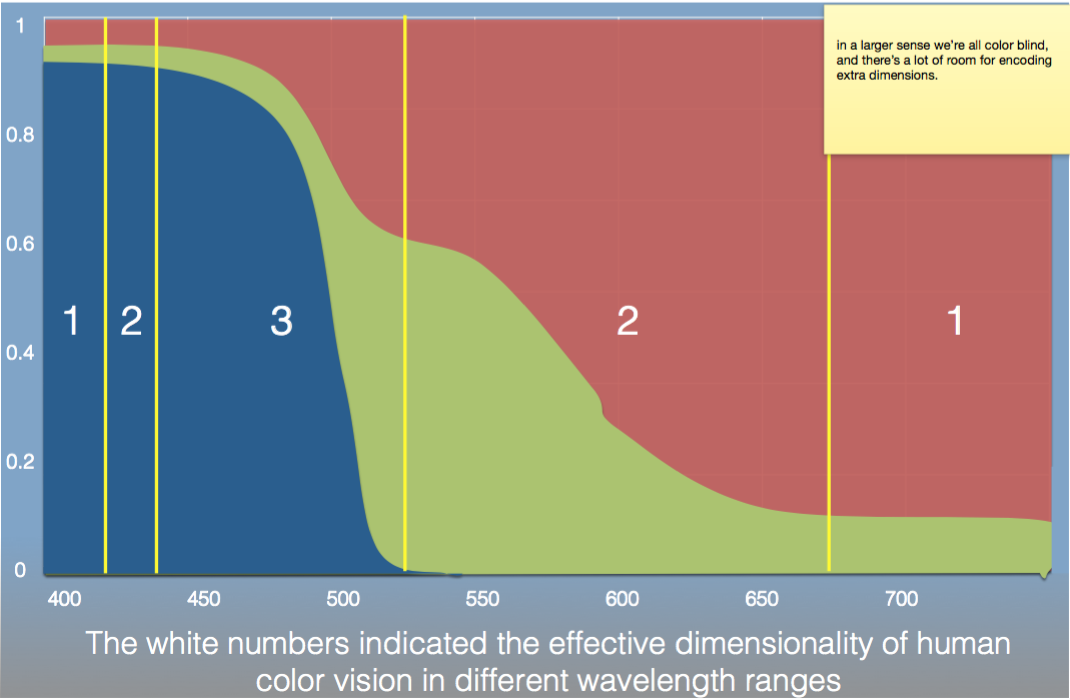 1
in a larger sense we're all color blind,
and there's a lot of room for encoding
extra dimensions.
0.8
0.6
1 2 3 2 1
0.4
0.2
0
400 450 500 550 600 650 700
The white numbers indicated the effective dimensionality of human
color vision in different wavelength ranges